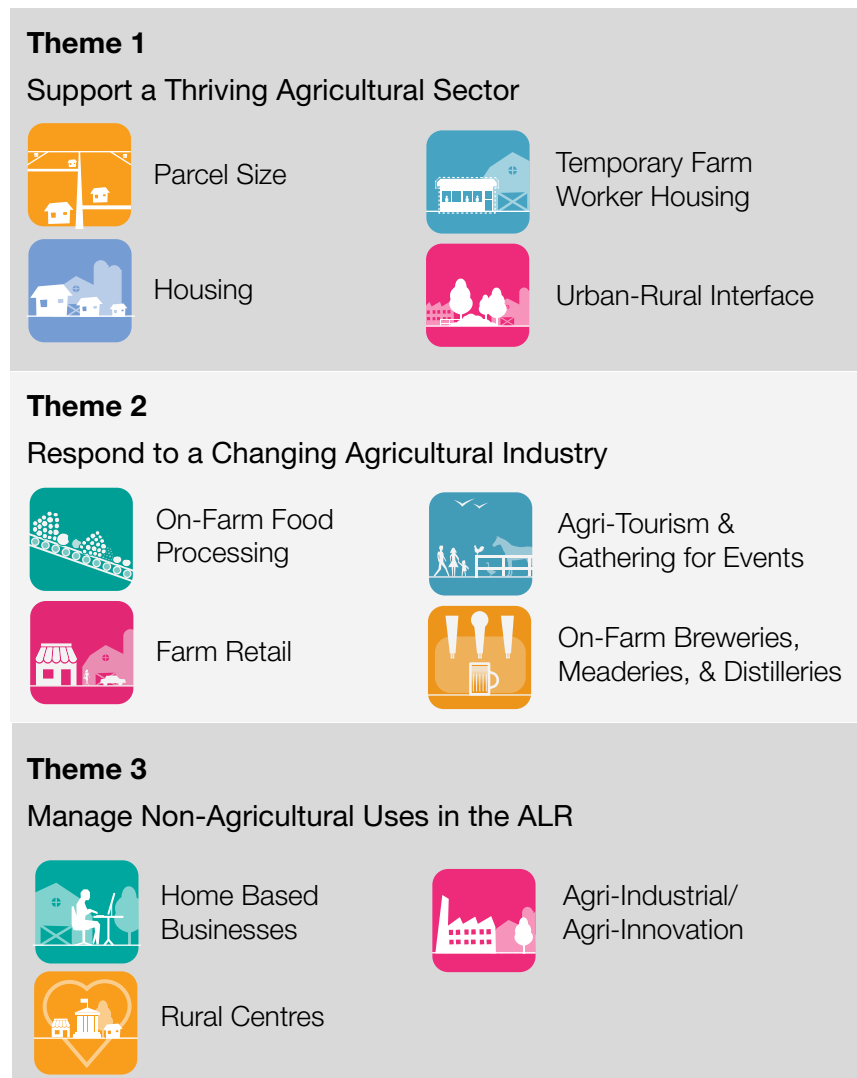 Theme 1
Support a Thriving Agricultural Sector
Parcel Size
Temporary Farm
Worker Housing
Housing
Urban-Rural Interface
Theme 2
Respond to a Changing Agricultural Industry
On-Farm Food
Processing
Agri-Tourism &
Gathering for Events
Farm Retail
On-Farm Breweries,
Meaderies, & Distilleries
Theme 3
Manage Non-Agricultural Uses in the ALR
Home Based
Businesses
Agri-Industrial/
Agri-Innovation
Rural Centres